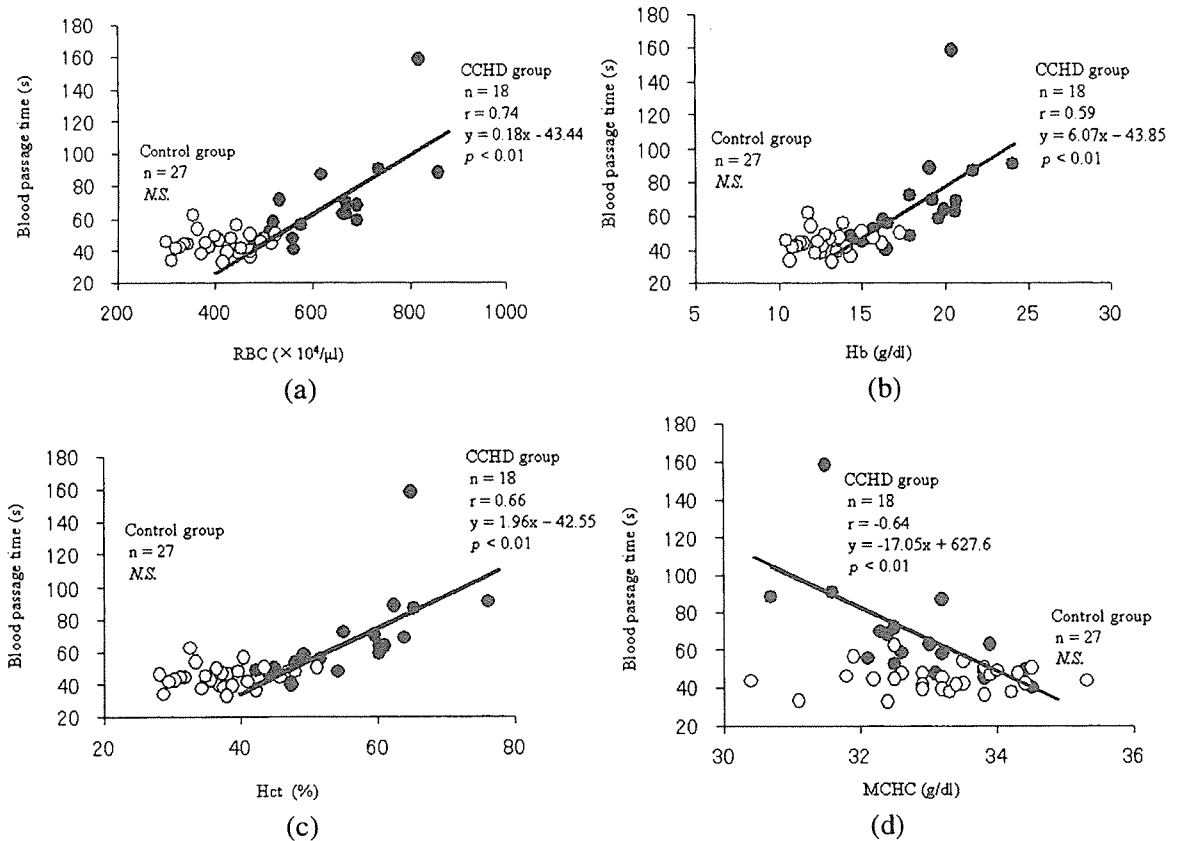 180
160
140
120
100
80
60
40
20
Blood passage time (s)
CCHD group
n = 18
r = 0.74
y = 0.18x - 43.44
p < 0.01
Control group
n = 27
N.S.
200 400 600 800 1000
RBC (× 10⁴/μl)
(a)
180
160
140
120
100
80
60
40
20
Blood passage time (s)
CCHD group
n = 18
r = 0.59
y = 6.07x − 43.85
p < 0.01
Control group
n = 27
N.S.
5 10 15 20 25 30
Hb (g/dl)
(b)
180
160
140
120
100
80
60
40
20
Blood passage time (s)
CCHD group
n = 18
r = 0.66
y = 1.96x − 42.55
p < 0.01
Control group
n = 27
N.S.
20 40 60 80
Hct (%)
(c)
180
160
140
120
100
80
60
40
20
Blood passage time (s)
CCHD group
n = 18
r = -0.64
y = -17.05x + 627.6
p < 0.01
Control group
n = 27
N.S.
30 32 34 36
MCHC (g/dl)
(d)